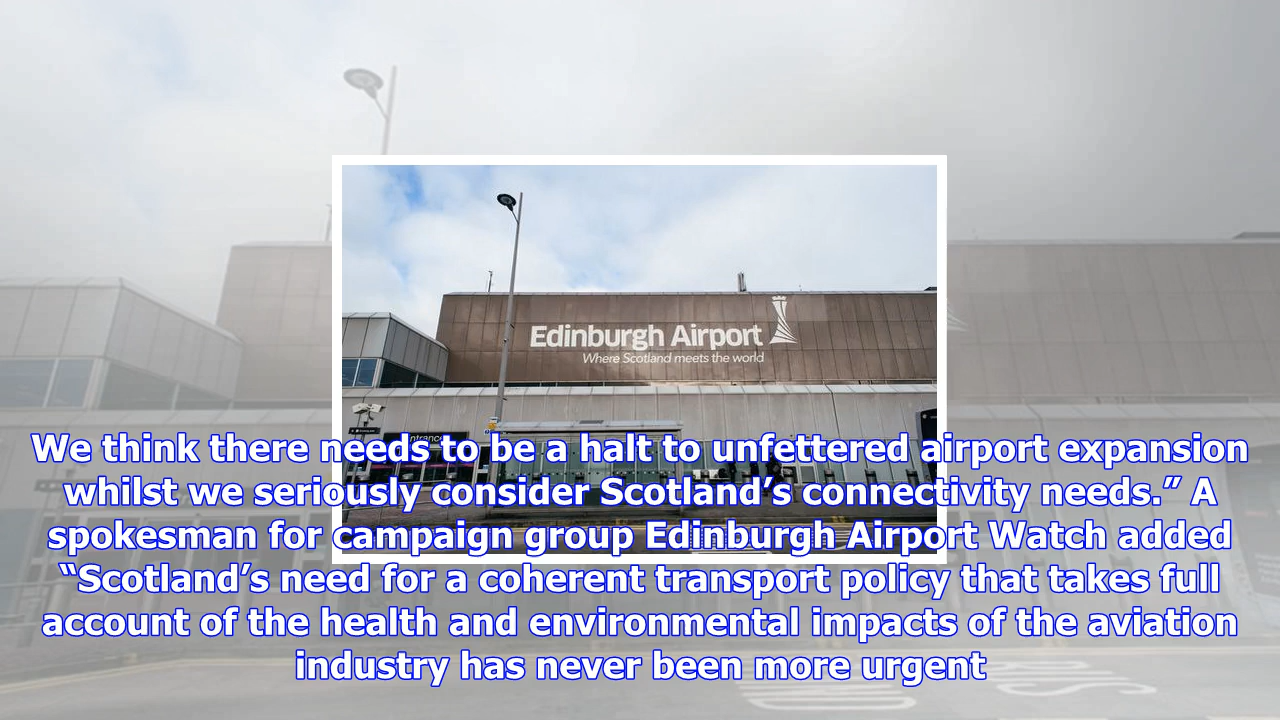 Edinburgh Airport
Where Scotland meets the world
entrance
We think there needs to be a halt to unfettered airport expansion
whilst we seriously consider Scotland’s connectivity needs.” A
spokesman for campaign group Edinburgh Airport Watch added
“Scotland’s need for a coherent transport policy that takes full
account of the health and environmental impacts of the aviation
industry has never been more urgent